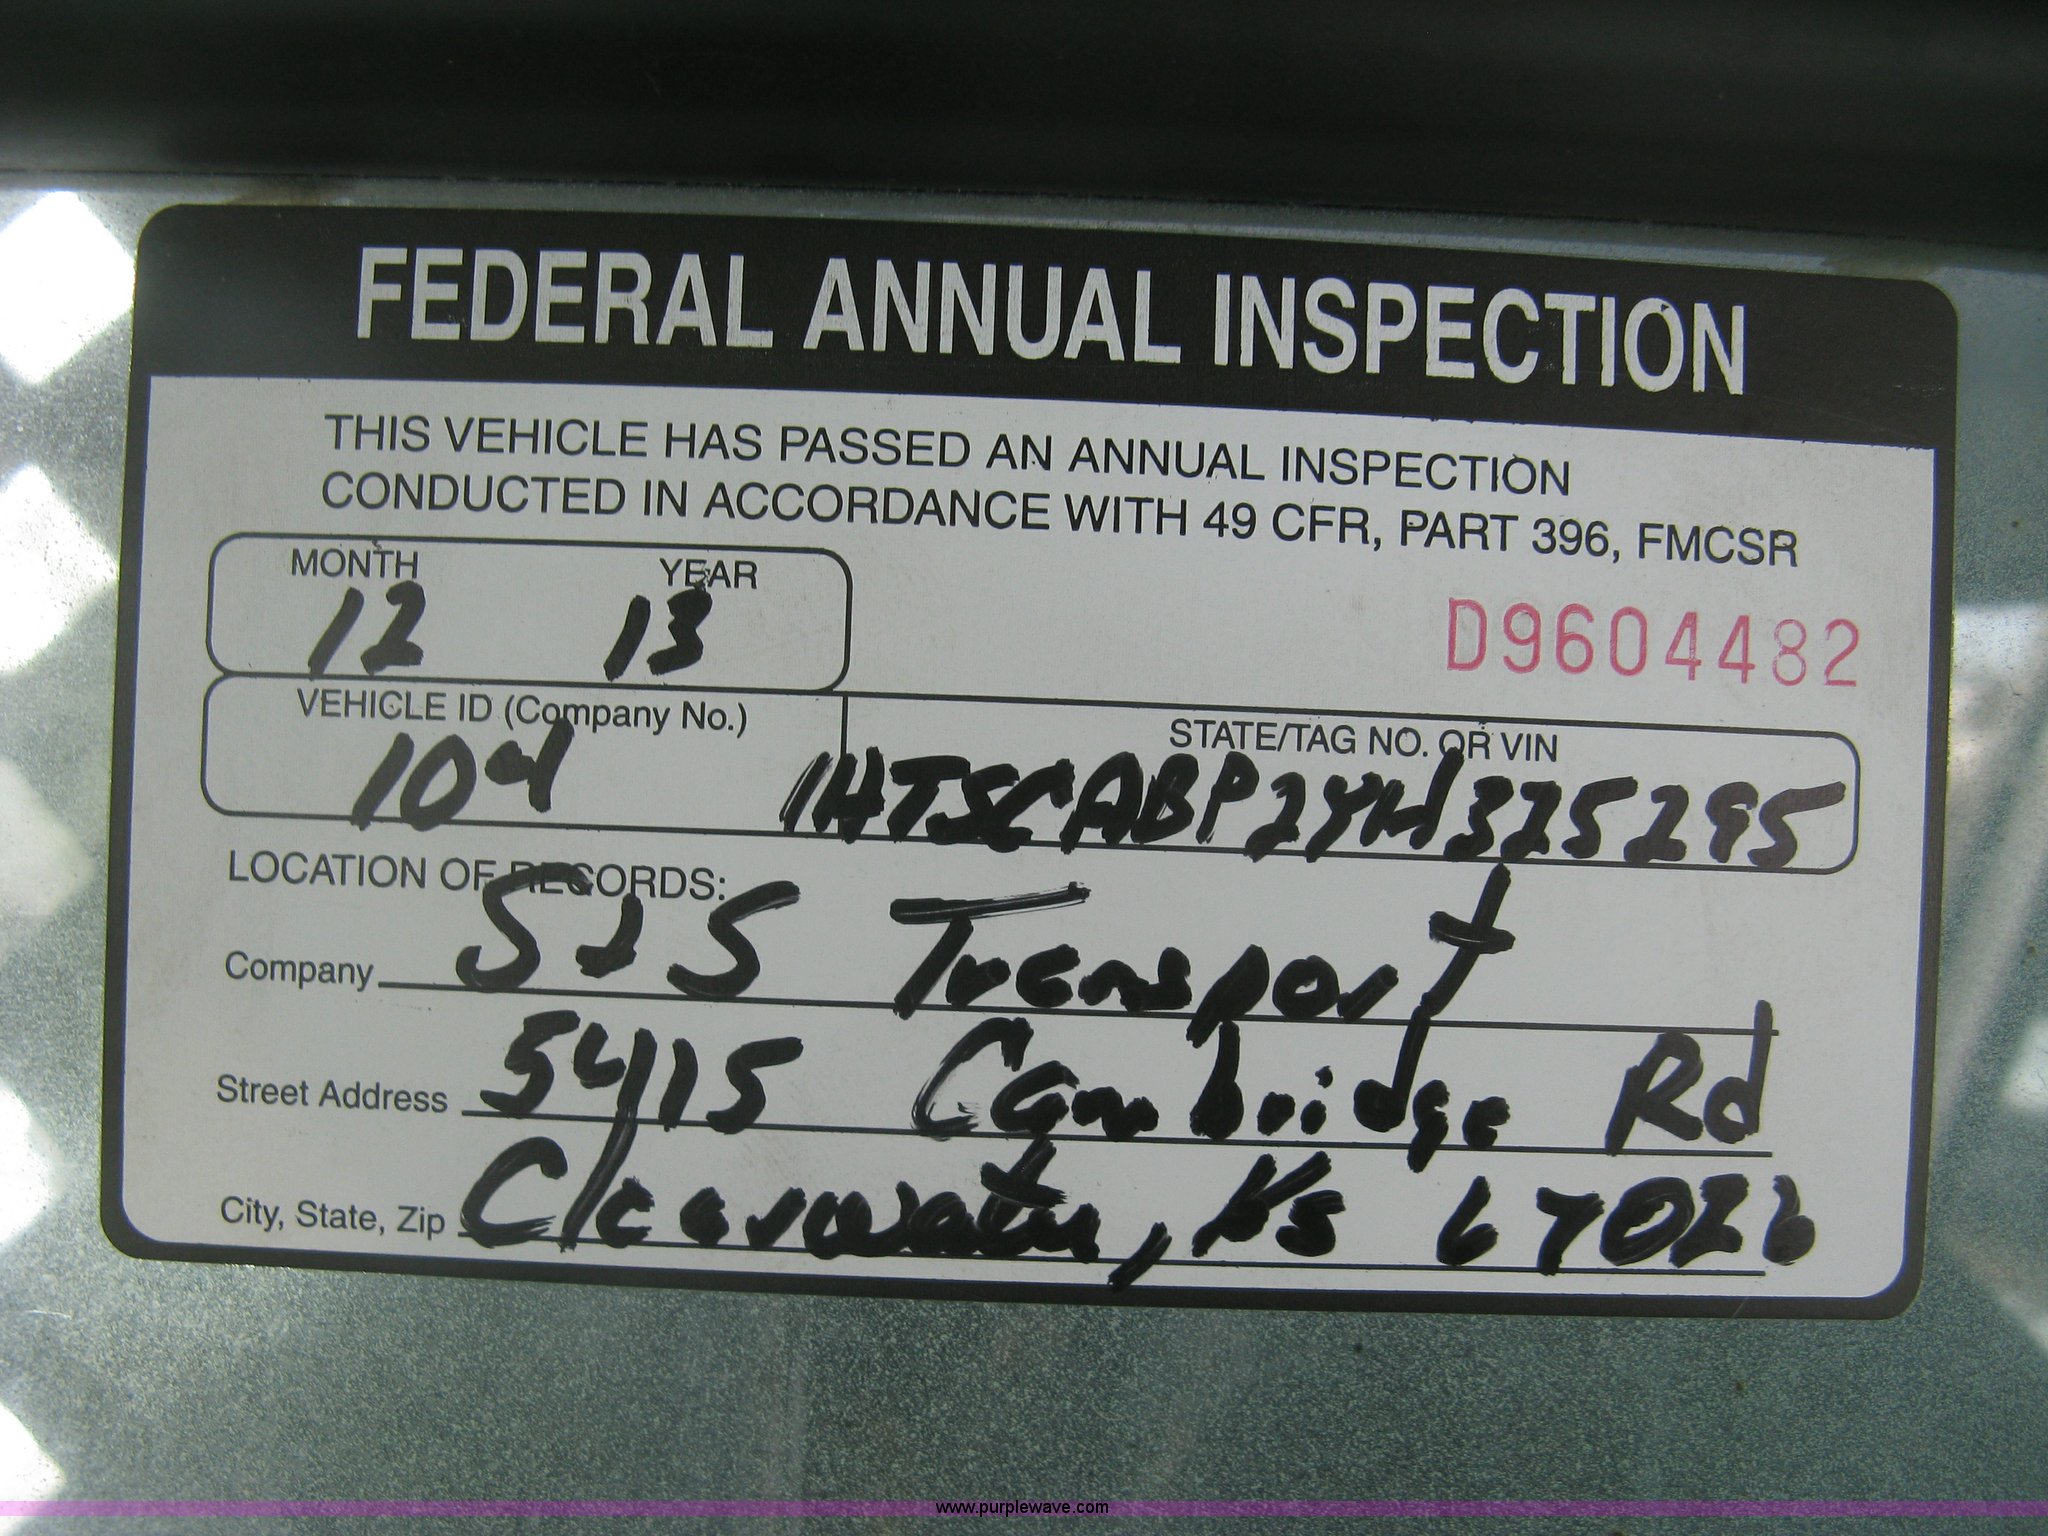 FEDERAL ANNUAL INSPECTION
THIS VEHICLE HAS PASSED AN ANNUAL INSPECTION
CONDUCTED IN ACCORDANCE WITH 49 CFR, PART 396, FMCSR
MONTH YEAR
12 13
D9604482
VEHICLE ID (Company No.) STATE/TAG NO. OR VIN
104
LOCATION OF RECORDS:
Company S & S Transport
Street Address 5415 Cambridge Rd
City, State, Zip Clearwater, Ks 67026
www.purplewave.com